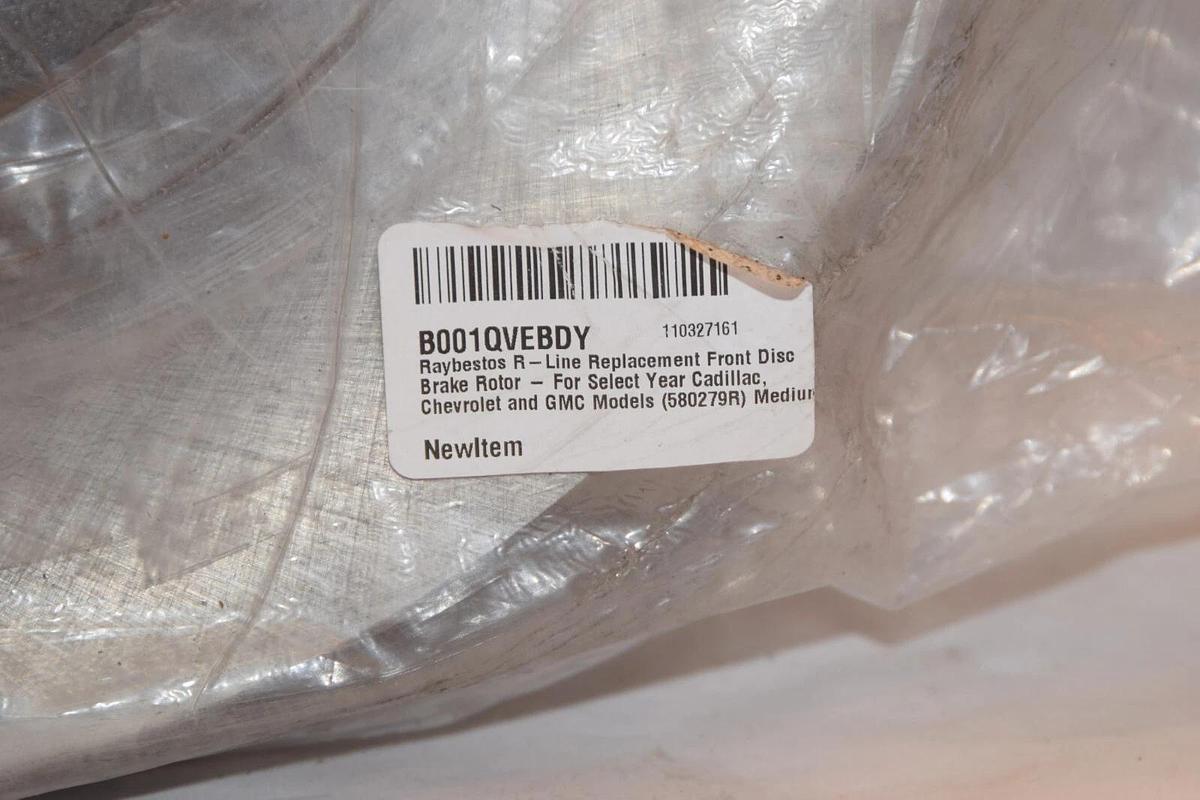 B001QVEBDY 110327161
Raybestos R–Line Replacement Front Disc
Brake Rotor – For Select Year Cadillac,
Chevrolet and GMC Models (580279R) Mediu
NewItem